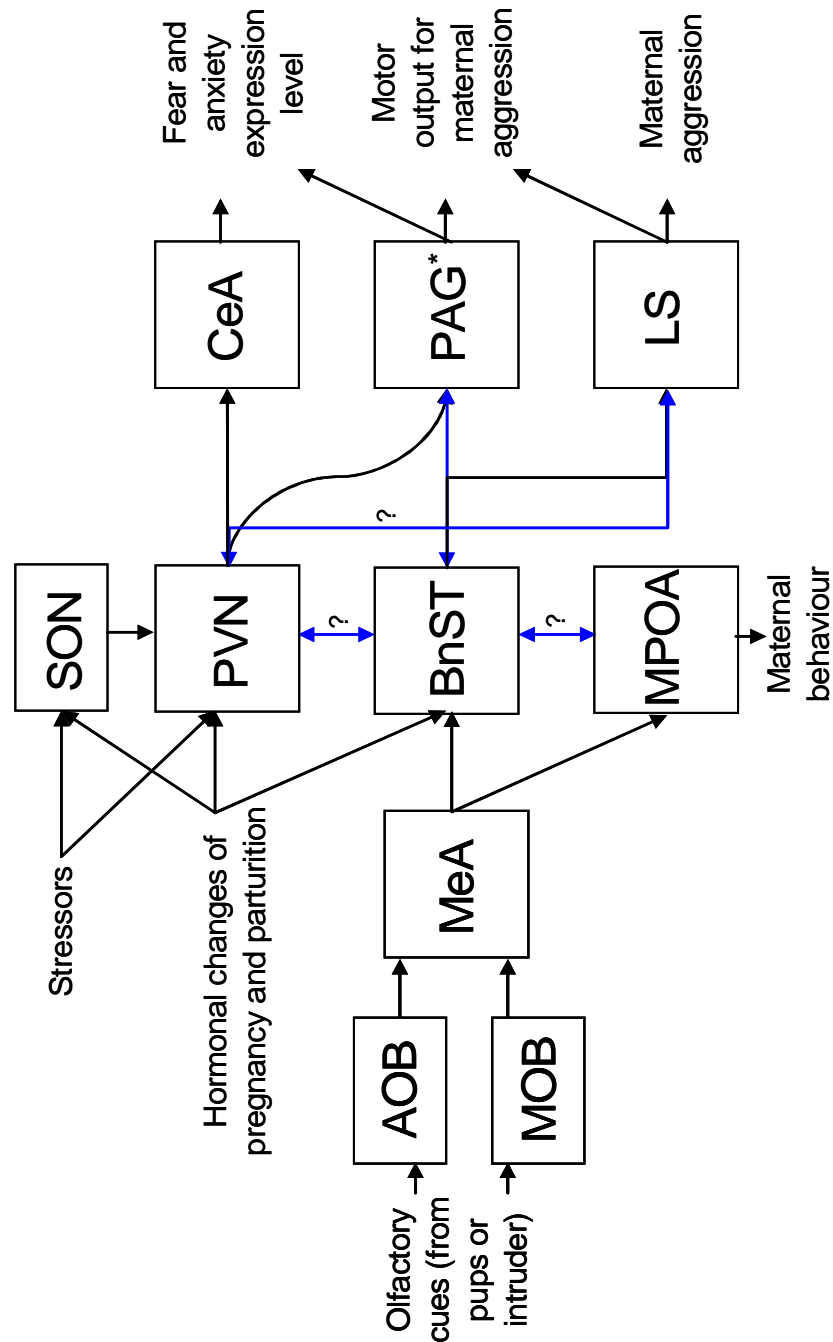 Stressors
Hormonal changes of
pregnancy and parturition
Olfactory
cues (from
pups or
intruder)
AOB
MOB
MeA
SON
PVN
?
BnST
?
MPOA
Maternal
behaviour
?
CeA
PAG*
LS
Fear and
anxiety
expression
level
Motor
output for
maternal
aggression
Maternal
aggression